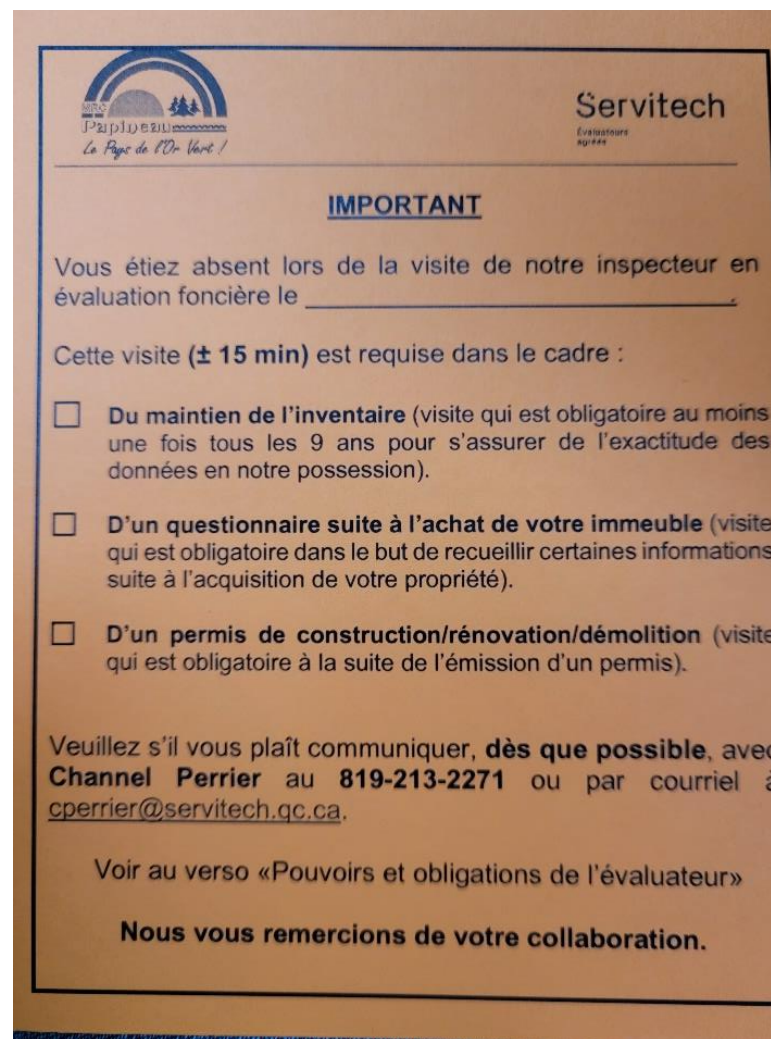 MRC
Papineau
Le Pays de l'Or Vert !
Servitech
Évaluateurs
agréés
IMPORTANT
Vous étiez absent lors de la visite de notre inspecteur en
évaluation foncière le ____________________.
Cette visite (± 15 min) est requise dans le cadre :
☐ Du maintien de l'inventaire (visite qui est obligatoire au moins
une fois tous les 9 ans pour s'assurer de l'exactitude des
données en notre possession).
☐ D'un questionnaire suite à l'achat de votre immeuble (visite
qui est obligatoire dans le but de recueillir certaines informations
suite à l'acquisition de votre propriété).
☐ D'un permis de construction/rénovation/démolition (visite
qui est obligatoire à la suite de l'émission d'un permis).
Veuillez s'il vous plaît communiquer, dès que possible, avec
Channel Perrier au 819-213-2271 ou par courriel à
cperrier@servitech.qc.ca.
Voir au verso «Pouvoirs et obligations de l'évaluateur»
Nous vous remercions de votre collaboration.